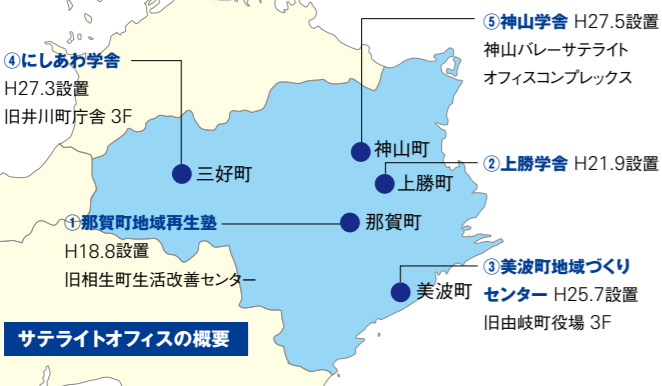 ⑤神山学舎 H27.5設置
神山バレーサテライト
オフィスコンプレックス
④にしあわ学舎
H27.3設置
旧井川町庁舎 3F
神山町
三好町
上勝町
②上勝学舎 H21.9設置
①那賀町地域再生塾
H18.8設置
旧相生町生活改善センター
那賀町
③美波町地域づくり
センター H25.7設置
旧由岐町役場 3F
美波町
サテライトオフィスの概要